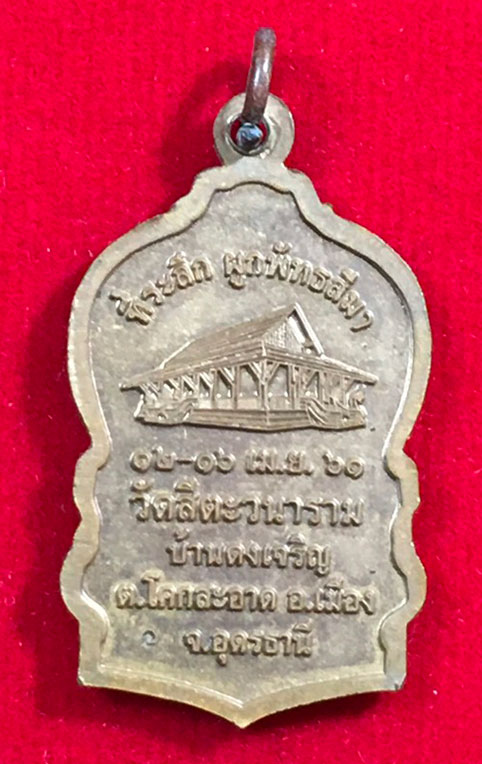 ที่ระลึก ผูกพัทธสีมา
๑๒-๑๖ เม.ย. ๖๑
วัดสีตะวนาราม
บ้านดงเจริญ
ต.โคกสะอาด อ.เมือง
จ.อุดรธานี